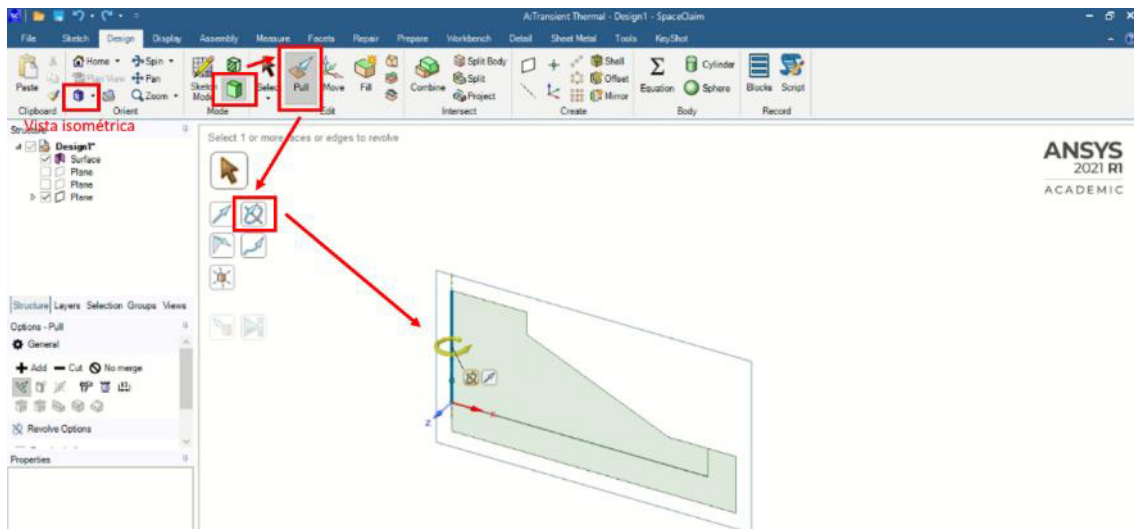 A:Transient Thermal - Design1 - SpaceClaim
File Sketch Design Display Assembly Measure Facets Repair Prepare Workbench Detail Sheet Metal Tools KeyShot
Home Spin Split Body Shell Cylinder
Plan View Pan Split Offset
Paste Sketch Mode Select Pull Move Fill Combine Equation Sphere Blocks Script
Zoom Project Mirror
Clipboard Orient Mode Edit Intersect Create Body Record
Vista isométrica
Structure
Design1*
Surface
Plane
Plane
Plane
Select 1 or more faces or edges to revolve
ANSYS
2021 R1
ACADEMIC
Structure Layers Selection Groups Views
Options - Pull
General
Add Cut No merge
Revolve Options
Properties
X
Z